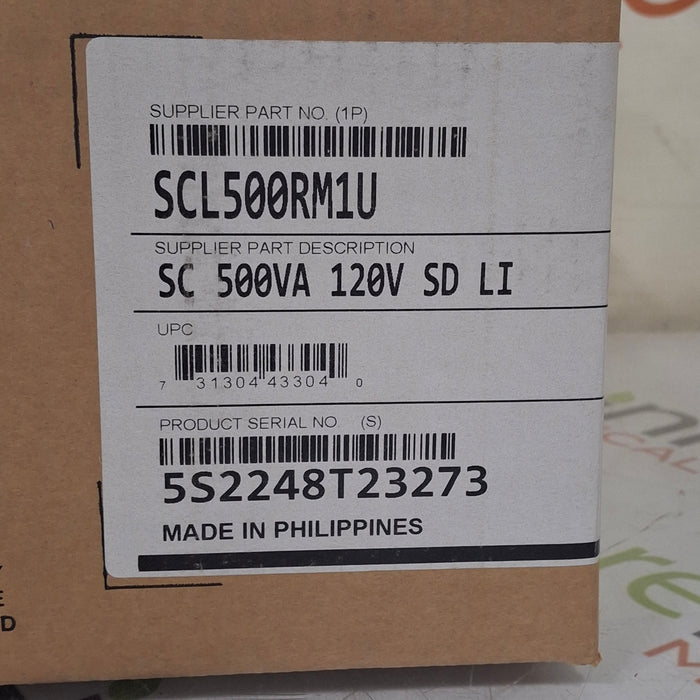 SUPPLIER PART NO. (1P)
SCL500RM1U
SUPPLIER PART DESCRIPTION
SC 500VA 120V SD LI
UPC
7 31304 43304 0
PRODUCT SERIAL NO. (S)
5S2248T23273
MADE IN PHILIPPINES